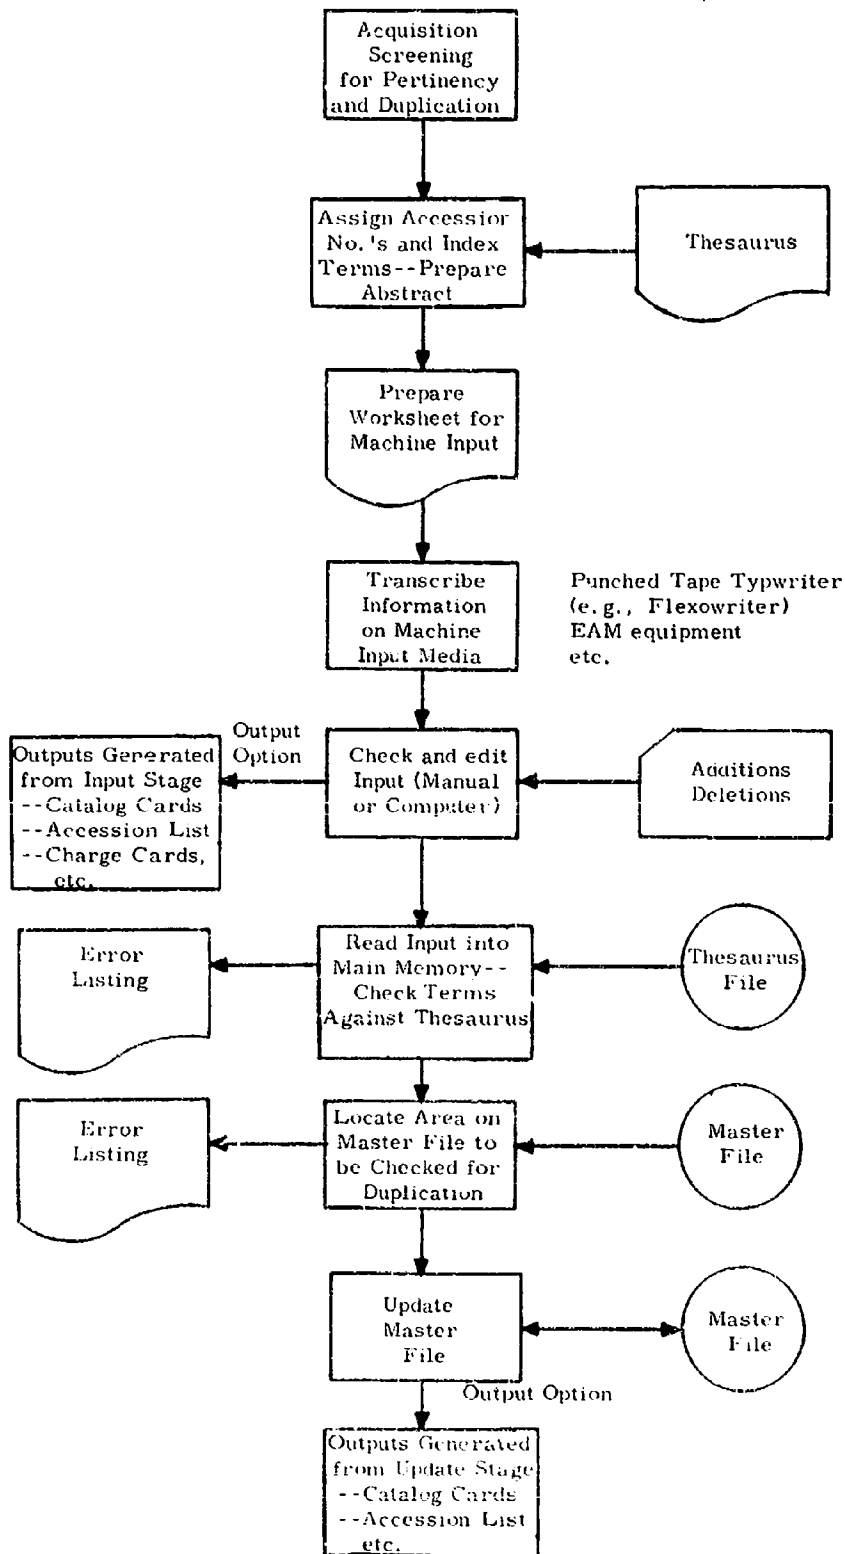 Acquisition
Screening
for Pertinency
and Duplication
Assign Accession
No.'s and Index
Terms--Prepare
Abstract
Thesaurus
Prepare
Worksheet for
Machine Input
Transcribe
Information
on Machine
Input Media
Punched Tape Typwriter
(e.g., Flexowriter)
EAM equipment
etc.
Output
Option
Outputs Generated
from Input Stage
--Catalog Cards
--Accession List
--Charge Cards,
etc.
Check and edit
Input (Manual
or Computer)
Additions
Deletions
Error
Listing
Read Input into
Main Memory--
Check Terms
Against Thesaurus
Thesaurus
File
Error
Listing
Locate Area on
Master File to
be Checked for
Duplication
Master
File
Update
Master
File
Master
File
Output Option
Outputs Generated
from Update Stage
--Catalog Cards
--Accession List
etc.